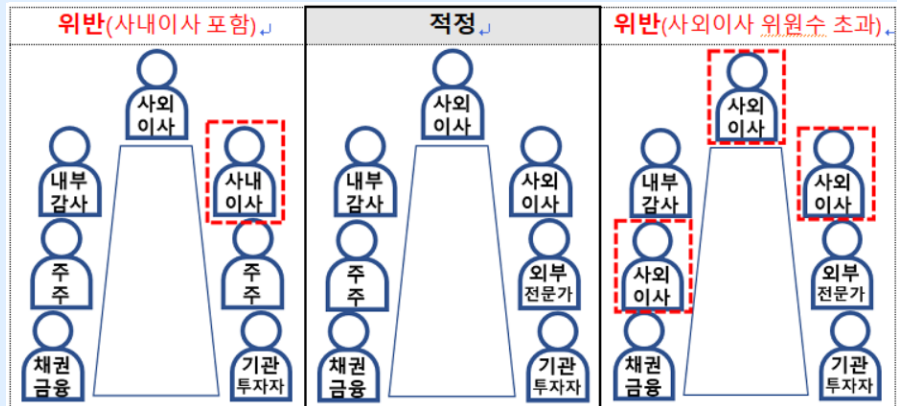 위반(사내이사 포함)
사외
이사
내부
감사
사내
이사
주
주
주
주
채권
금융
기관
투자자
적정
사외
이사
내부
감사
사외
이사
주
주
외부
전문가
채권
금융
기관
투자자
위반(사외이사 위원수 초과)
사외
이사
내부
감사
사외
이사
사외
이사
외부
전문가
채권
금융
기관
투자자